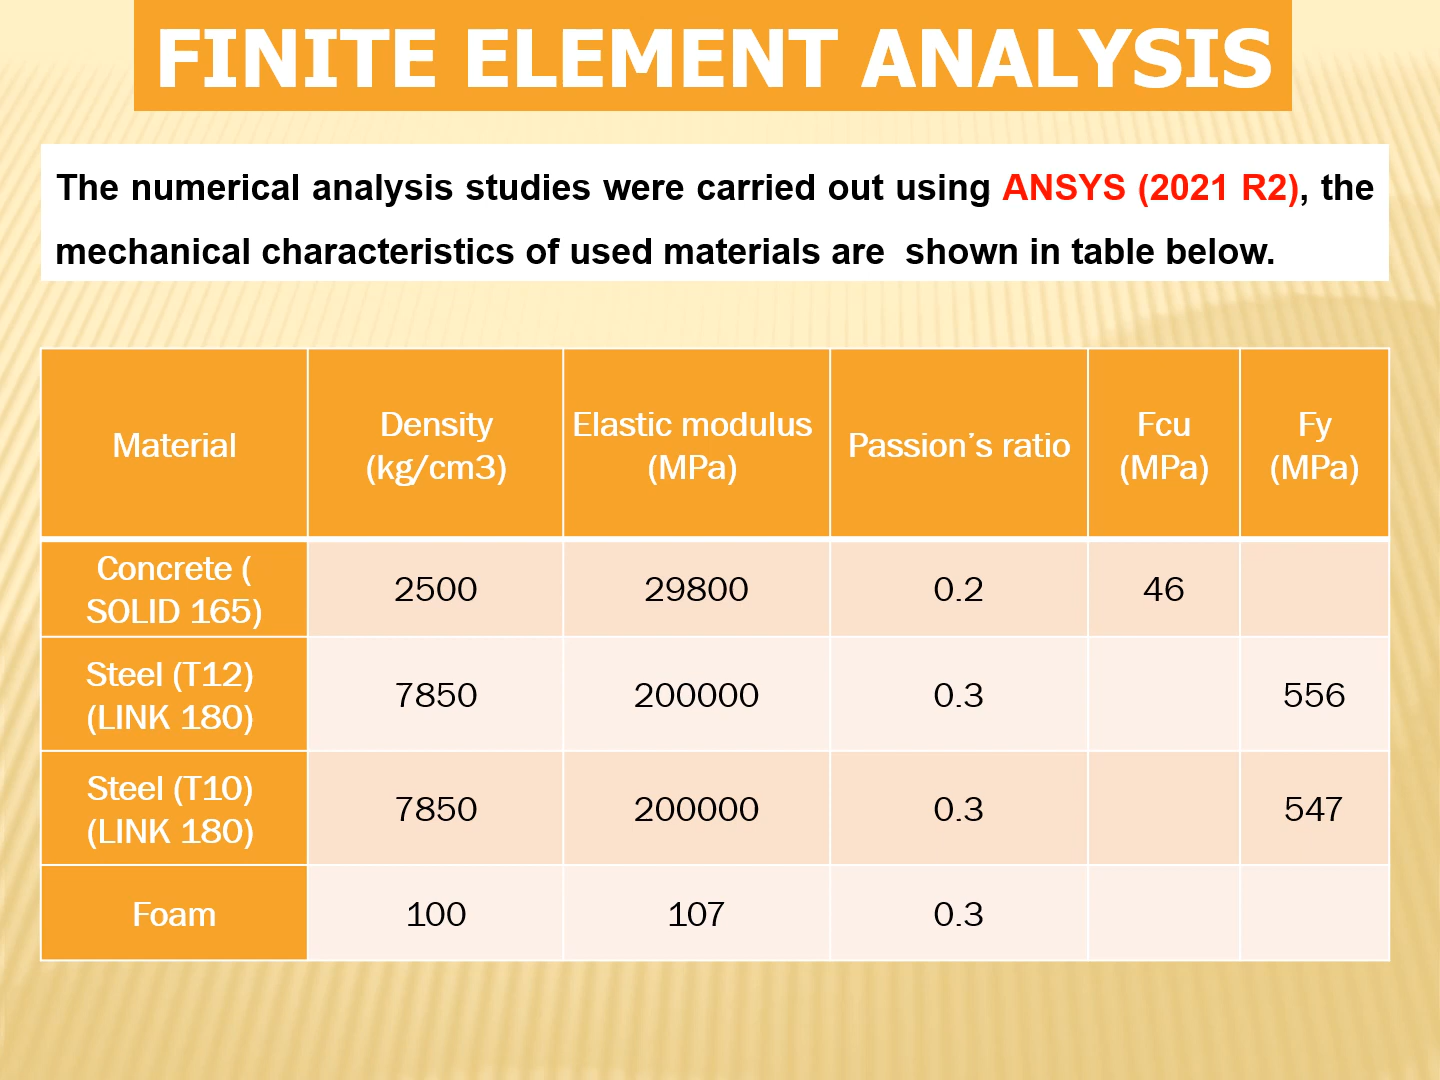 FINITE ELEMENT ANALYSIS
The numerical analysis studies were carried out using ANSYS (2021 R2), the
mechanical characteristics of used materials are  shown in table below.
Material
Density
(kg/cm3)
Elastic modulus
(MPa)
Passion’s ratio
Fcu
(MPa)
Fy
(MPa)
Concrete (
SOLID 165)
2500
29800
0.2
46
Steel (T12)
(LINK 180)
7850
200000
0.3
556
Steel (T10)
(LINK 180)
7850
200000
0.3
547
Foam
100
107
0.3